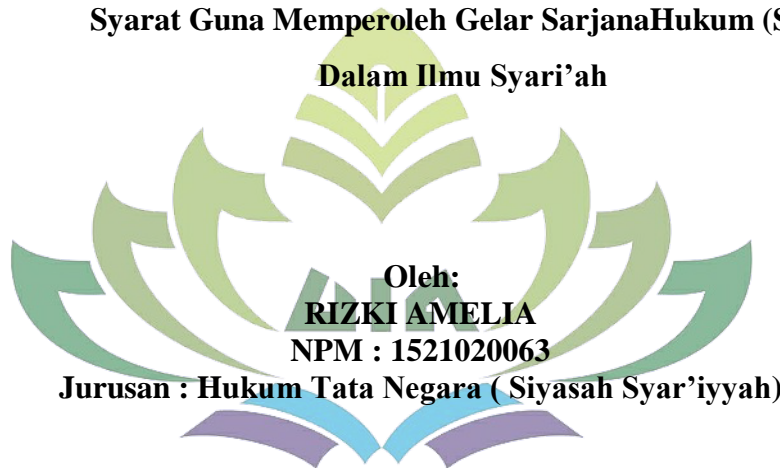 Syarat Guna Memperoleh Gelar SarjanaHukum (S
Dalam Ilmu Syari’ah
Oleh:
RIZKI AMELIA
NPM : 1521020063
Jurusan : Hukum Tata Negara ( Siyasah Syar’iyyah)